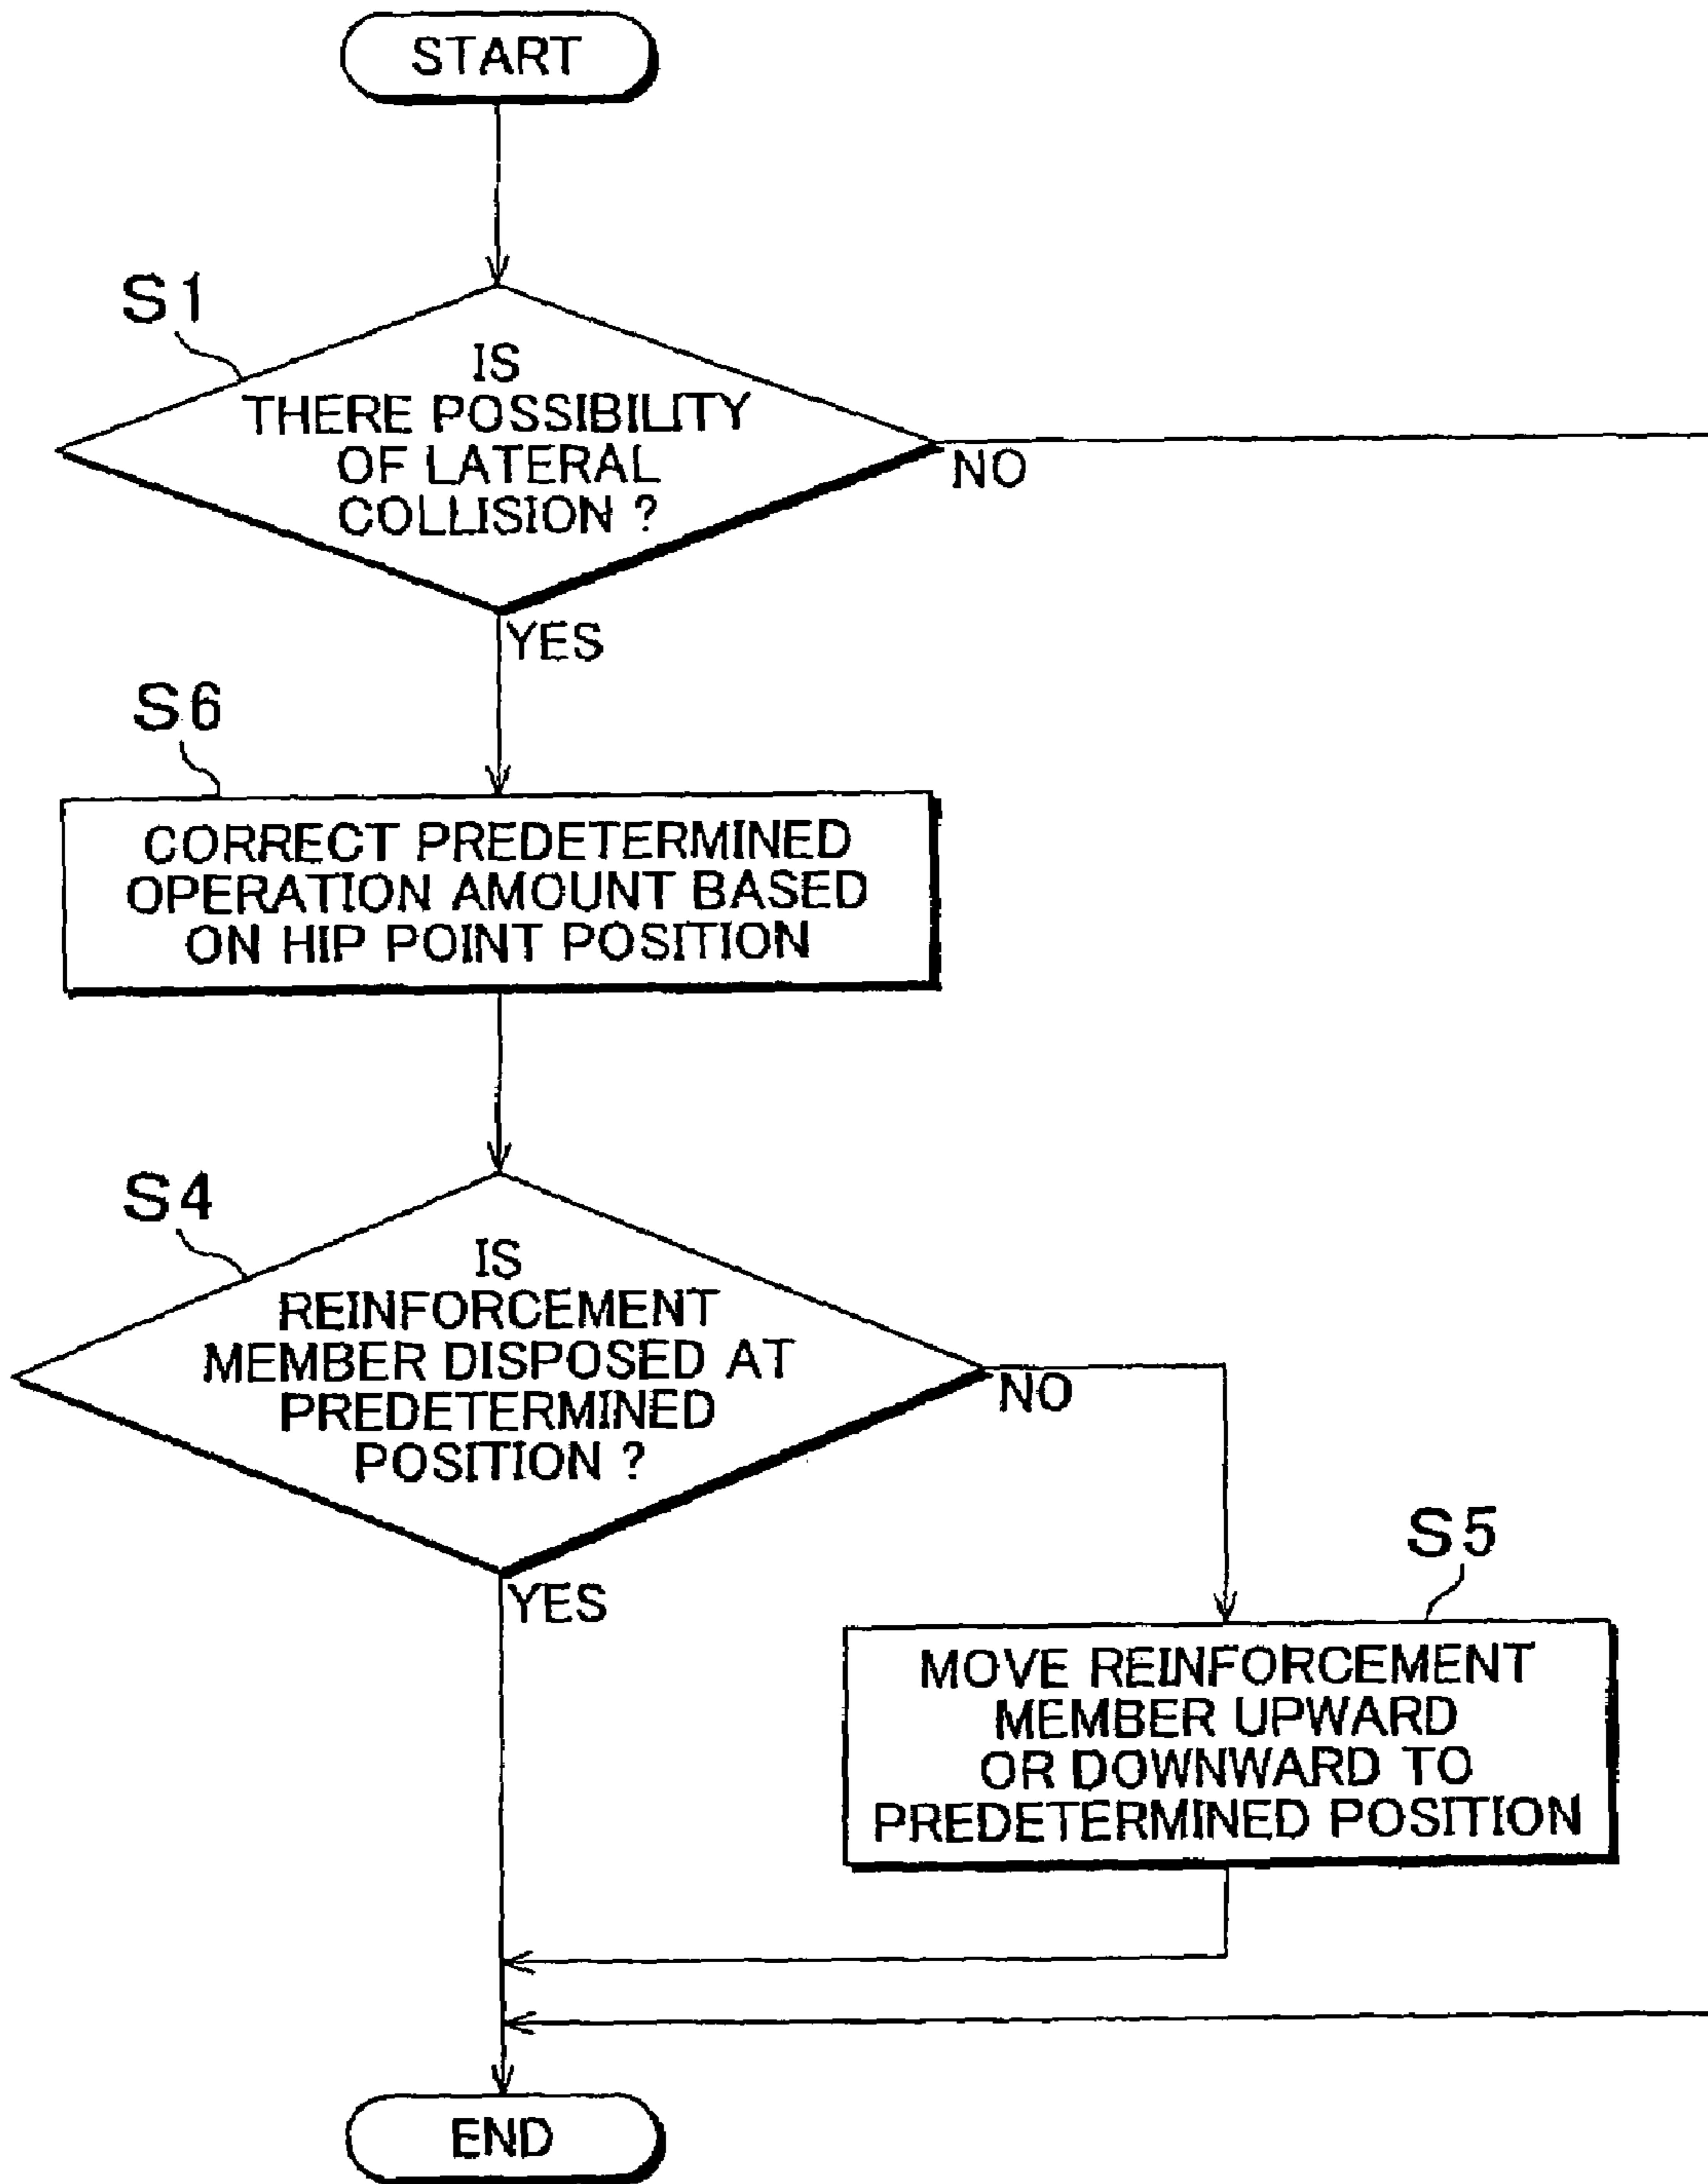 START
S1
IS
THERE POSSIBILITY
OF LATERAL
COLLISION ?
NO
YES
S6
CORRECT PREDETERMINED
OPERATION AMOUNT BASED
ON HIP POINT POSITION
S4
IS
REINFORCEMENT
MEMBER DISPOSED AT
PREDETERMINED
POSITION ?
NO
YES
S5
MOVE REINFORCEMENT
MEMBER UPWARD
OR DOWNWARD TO
PREDETERMINED POSITION
END